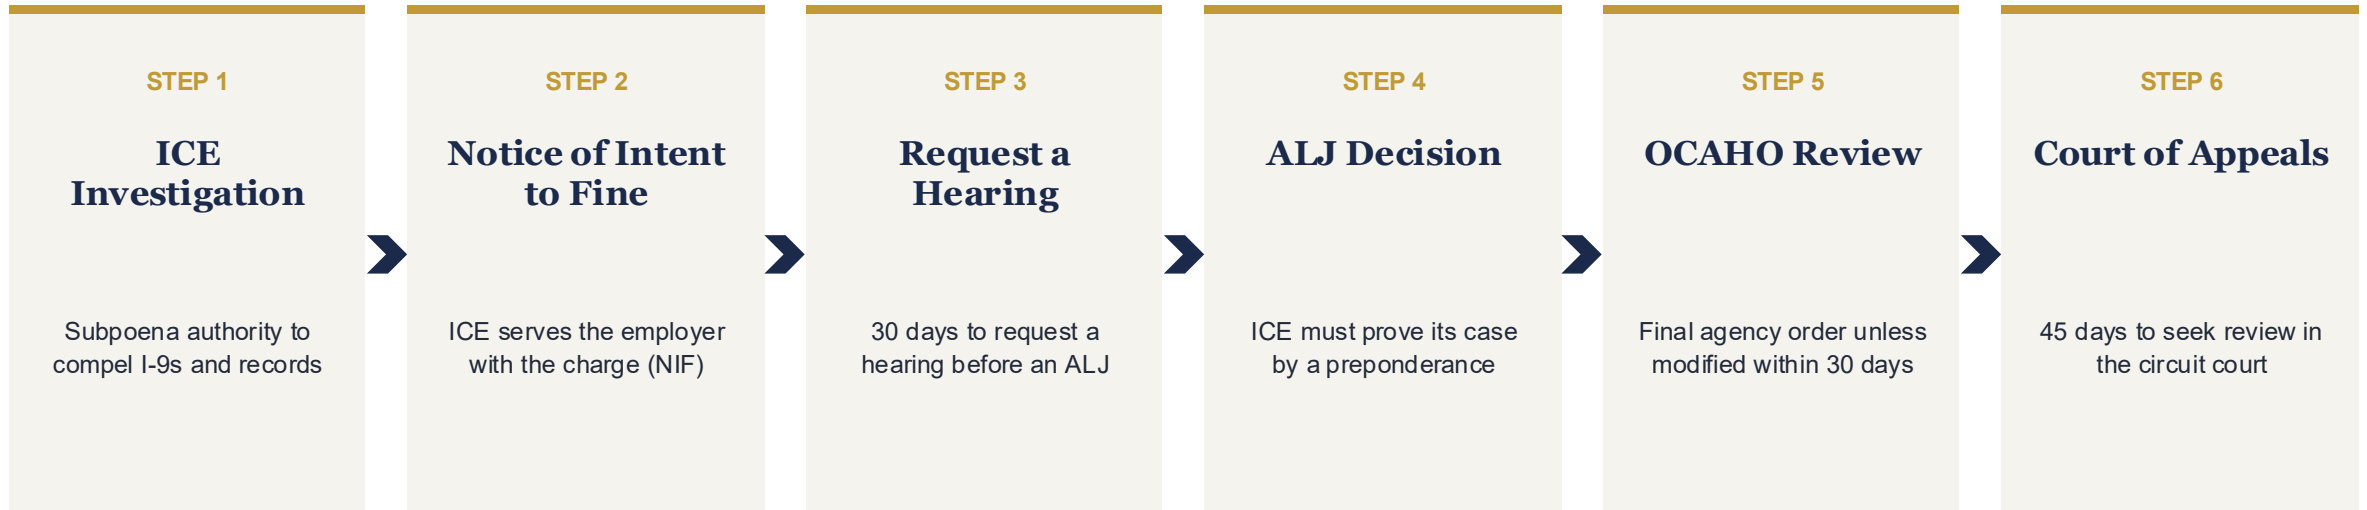 STEP 1
ICE
Investigation
Subpoena authority to
compel I-9s and records
STEP 2
Notice of Intent
to Fine
ICE serves the employer
with the charge (NIF)
STEP 3
Request a
Hearing
30 days to request a
hearing before an ALJ
STEP 4
ALJ Decision
ICE must prove its case
by a preponderance
STEP 5
OCAHO Review
Final agency order unless
modified within 30 days
STEP 6
Court of Appeals
45 days to seek review in
the circuit court